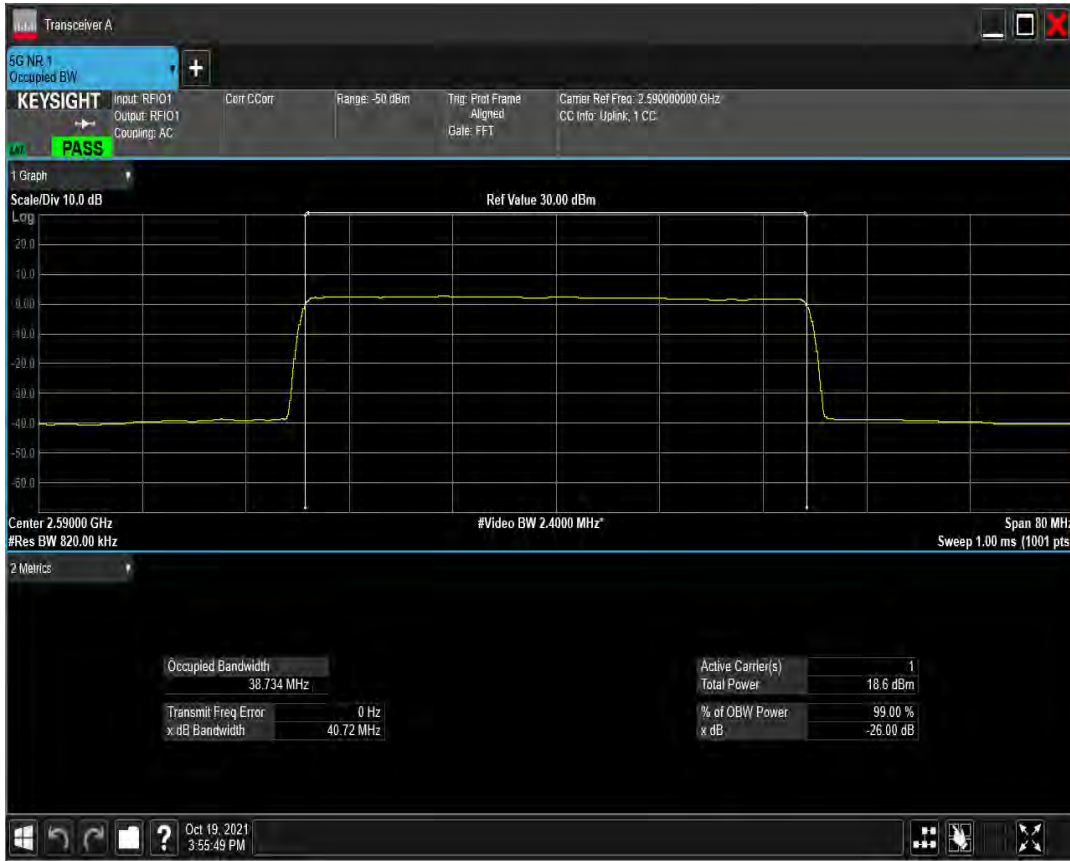 Transceiver A
5G NR 1
Occupied BW
+
KEYSIGHT
Input: RFIO1
Output: RFIO1
Coupling: AC
Corr CCorr
Range: -50 dBm
Trig: Prot Frame
Aligned
Gate: FFT
Carrier Ref Freq: 2.590000000 GHz
CC Info: Uplink, 1 CC
PASS
1 Graph
Scale/Div 10.0 dB
Ref Value 30.00 dBm
Log
20.0
10.0
0.00
-10.0
-20.0
-30.0
-40.0
-50.0
-60.0
Center 2.59000 GHz
#Video BW 2.4000 MHz*
Span 80 MHz
#Res BW 820.00 kHz
Sweep 1.00 ms (1001 pts
2 Metrics
Occupied Bandwidth
38.734 MHz
Transmit Freq Error 0 Hz
x dB Bandwidth 40.72 MHz
Active Carrier(s) 1
Total Power 18.6 dBm
% of OBW Power 99.00 %
x dB -26.00 dB
?
Oct 19, 2021
3:55:49 PM